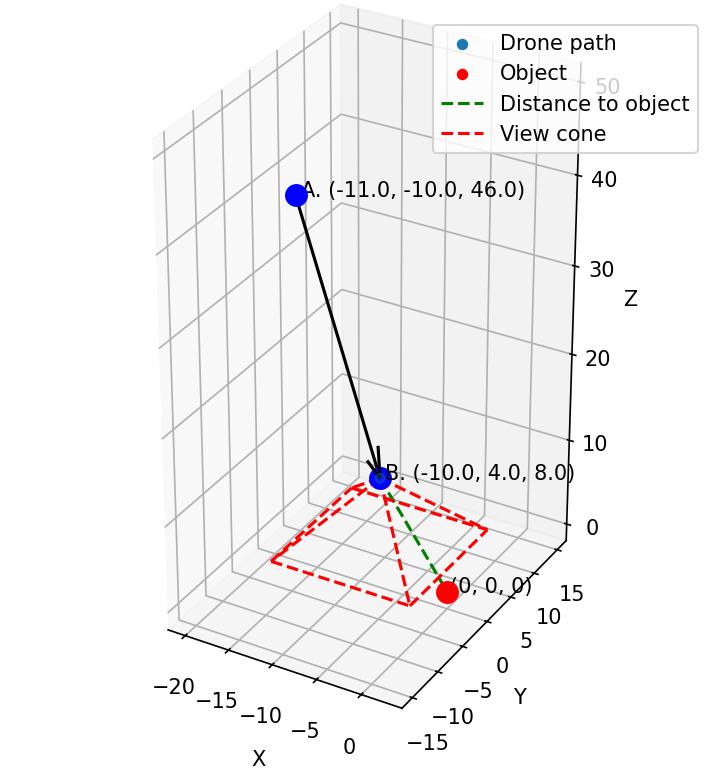 Drone path
Object
Distance to object
View cone
50
A. (-11.0, -10.0, 46.0)
40
30
Z
20
10
B. (-10.0, 4.0, 8.0)
0
(0, 0, 0)
15
10
5
0
−5
−10
−15
Y
−20
−15
−10
−5
0
X